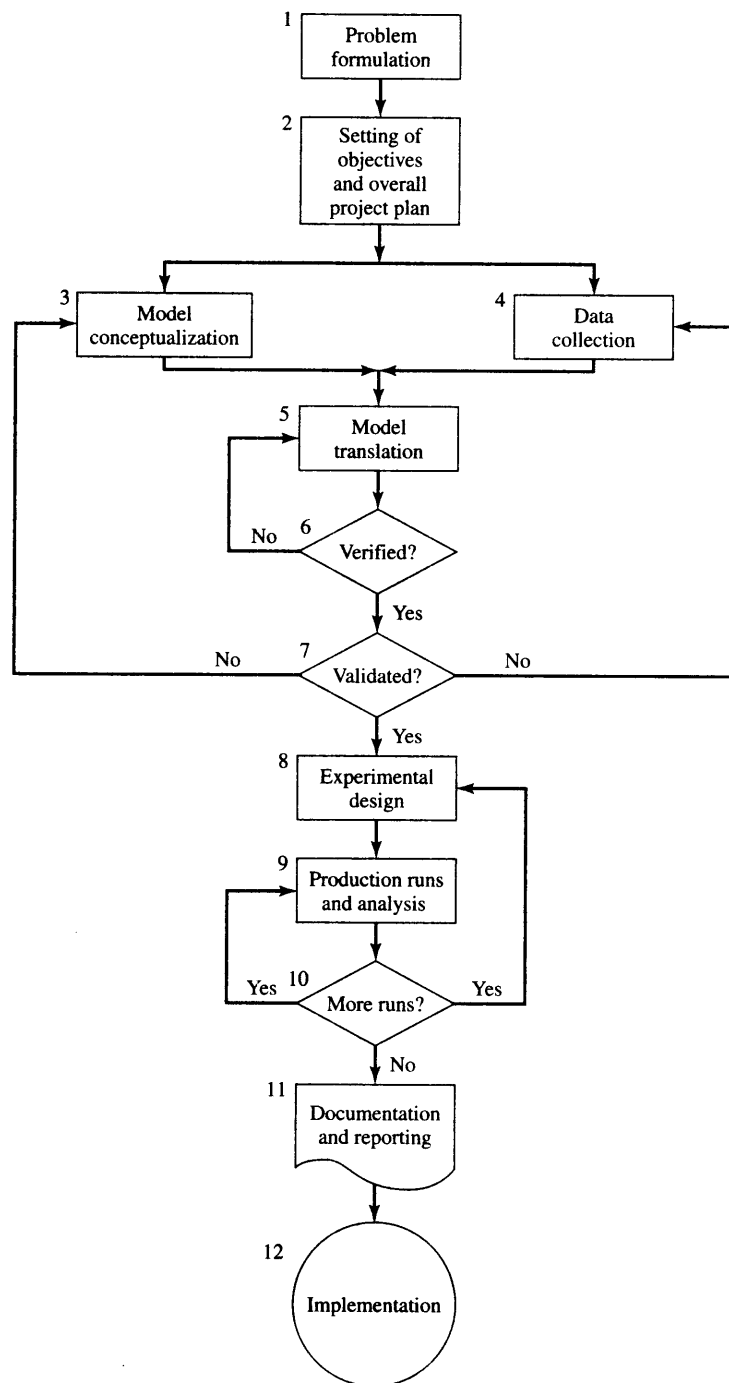 1
Problem
formulation
2
Setting of
objectives
and overall
project plan
3
Model
conceptualization
4
Data
collection
5
Model
translation
6
No
Verified?
Yes
7
No
Validated?
No
Yes
8
Experimental
design
9
Production runs
and analysis
10
Yes
More runs?
Yes
No
11
Documentation
and reporting
12
Implementation